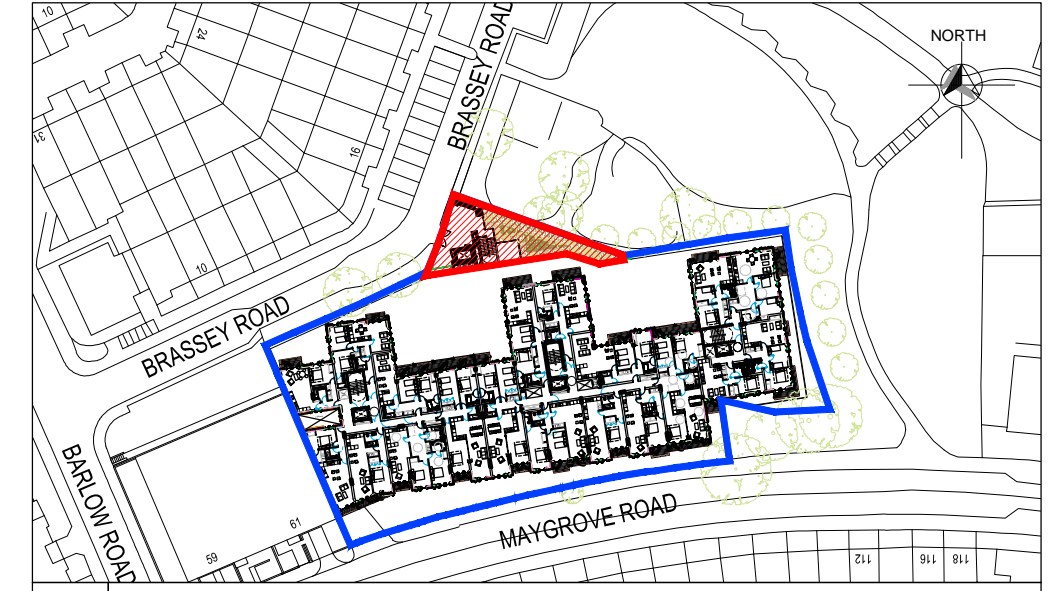 10
24
BRASSEY ROAD
NORTH
31
16
10
BRASSEY ROAD
BARLOW ROAD
61
59
MAYGROVE ROAD
112
116
118